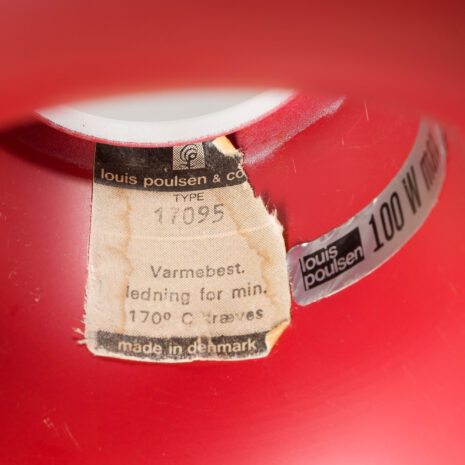 louis poulsen & co
TYPE
17095
Varmebest.
ledning for min.
170° C kræves
made in denmark
louis
poulsen
100 W